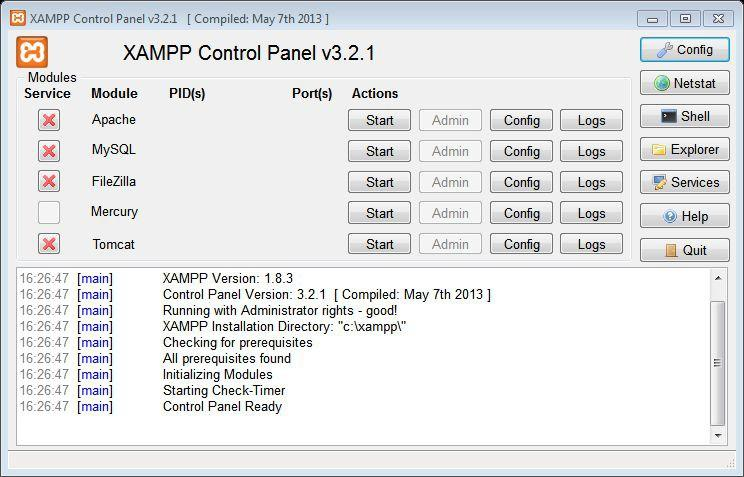 XAMPP Control Panel v3.2.1 [ Compiled: May 7th 2013 ]
XAMPP Control Panel v3.2.1
Config
Modules
Service Module PID(s) Port(s) Actions
Netstat
Apache Start Admin Config Logs
Shell
MySQL Start Admin Config Logs
Explorer
FileZilla Start Admin Config Logs
Services
Mercury Start Admin Config Logs
Help
Tomcat Start Admin Config Logs
Quit
16:26:47 [main] XAMPP Version: 1.8.3
16:26:47 [main] Control Panel Version: 3.2.1 [ Compiled: May 7th 2013 ]
16:26:47 [main] Running with Administrator rights - good!
16:26:47 [main] XAMPP Installation Directory: "c:\xampp\"
16:26:47 [main] Checking for prerequisites
16:26:47 [main] All prerequisites found
16:26:47 [main] Initializing Modules
16:26:47 [main] Starting Check-Timer
16:26:47 [main] Control Panel Ready